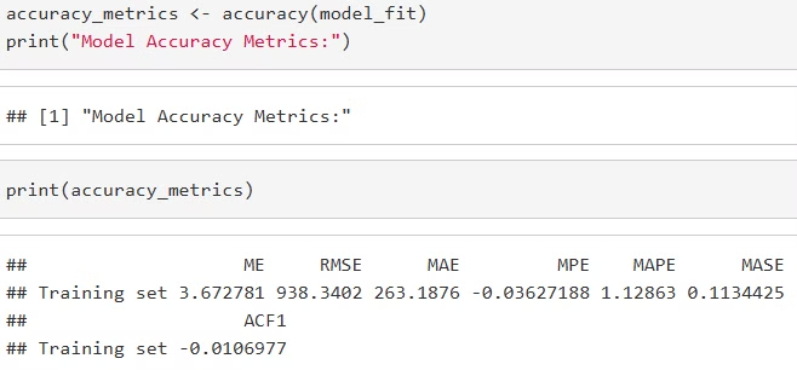 accuracy_metrics <- accuracy(model_fit)
print("Model Accuracy Metrics:")
## [1] "Model Accuracy Metrics:"
print(accuracy_metrics)
##                     ME     RMSE      MAE         MPE    MAPE      MASE
## Training set 3.672781 938.3402 263.1876 -0.03627188 1.12863 0.1134425
##                     ACF1
## Training set -0.0106977